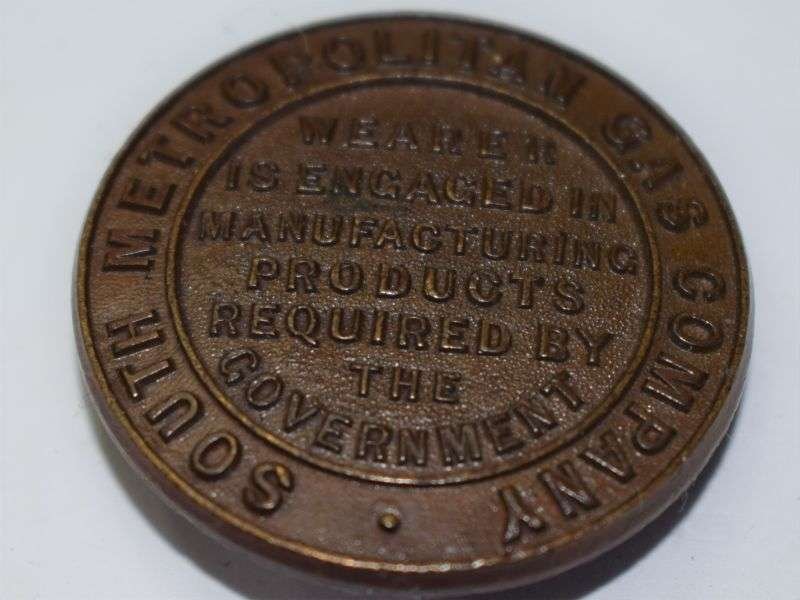 SOUTH METROPOLITAN GAS COMPANY
WEARER
IS ENGAGED IN
MANUFACTURING
PRODUCTS
REQUIRED BY
THE
GOVERNMENT